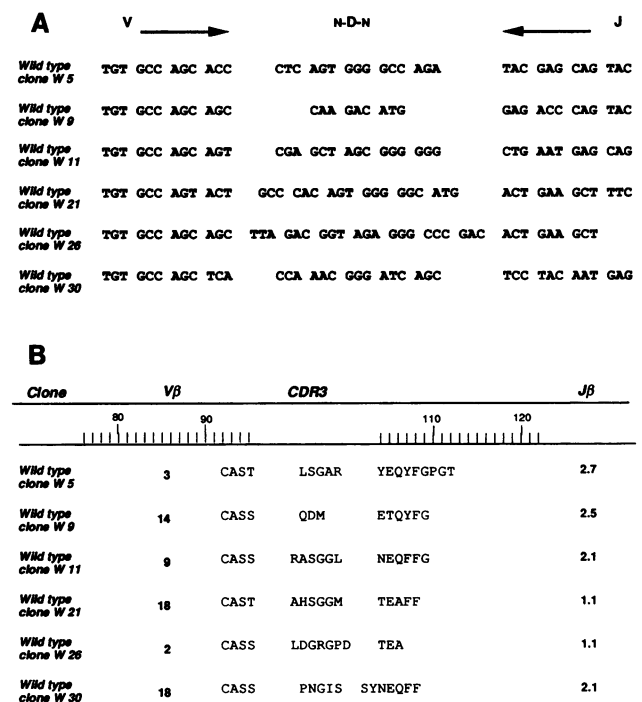 A
V N-D-N J
Wild type clone W 5 TGT GCC AGC ACC CTC AGT GGG GCC AGA TAC GAG CAG TAC
Wild type clone W 9 TGT GCC AGC AGC CAA GAC ATG GAG ACC CAG TAC
Wild type clone W 11 TGT GCC AGC AGT CGA GCT AGC GGG GGG CTG AAT GAG CAG
Wild type clone W 21 TGT GCC AGT ACT GCC CAC AGT GGG GGC ATG ACT GAA GCT TTC
Wild type clone W 26 TGT GCC AGC AGC TTA GAC GGT AGA GGG CCC GAC ACT GAA GCT
Wild type clone W 30 TGT GCC AGC TCA CCA AAC GGG ATC AGC TCC TAC AAT GAG
B
Clone Vβ CDR3 Jβ
80 90 110 120
Wild type clone W 5 3 CAST LSGAR YEQYFGPGT 2.7
Wild type clone W 9 14 CASS QDM ETQYFG 2.5
Wild type clone W 11 9 CASS RASGGL NEQFFG 2.1
Wild type clone W 21 18 CAST AHSGGM TEAFF 1.1
Wild type clone W 26 2 CASS LDGRGPD TEA 1.1
Wild type clone W 30 18 CASS PNGIS SYNEQFF 2.1